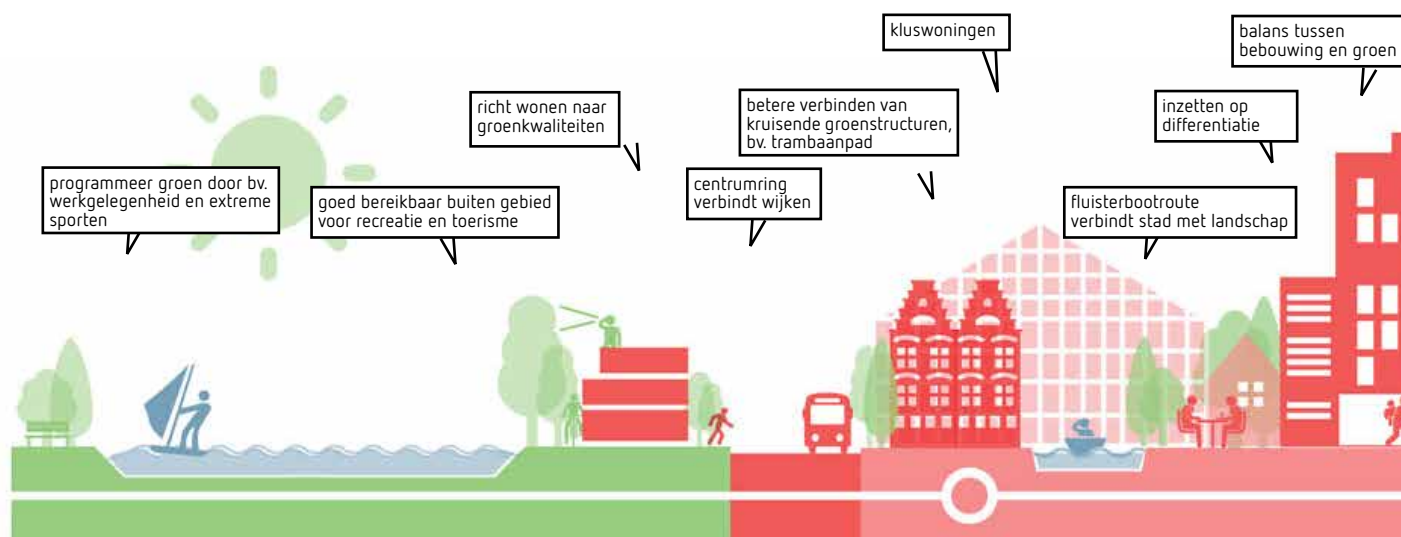 programmeer groen door bv.
werkgelegenheid en extreme
sporten
goed bereikbaar buiten gebied
voor recreatie en toerisme
richt wonen naar
groenkwaliteiten
centrumring
verbindt wijken
betere verbinden van
kruisende groenstructuren,
bv. trambaanpad
kluswoningen
fluisterbootroute
verbindt stad met landschap
inzetten op
differentiatie
balans tussen
bebouwing en groen